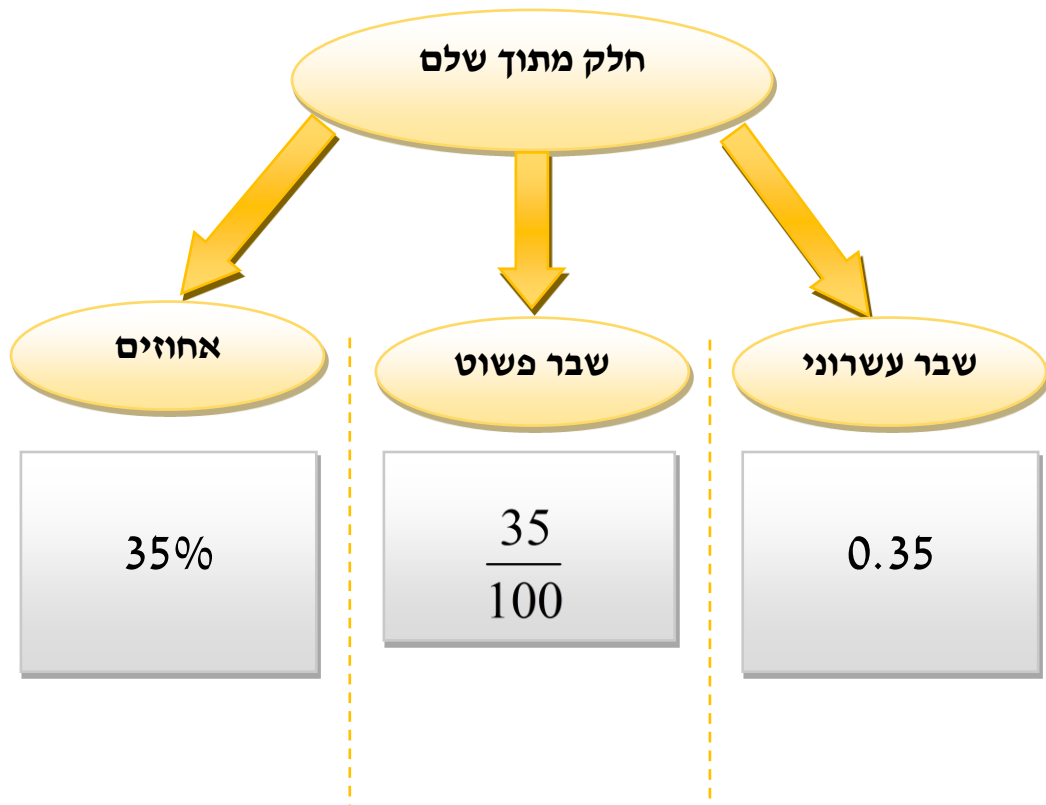 חלק מתוך שלם
שבר עשרוני
שבר פשוט
אחוזים
0.35
35
100
35%